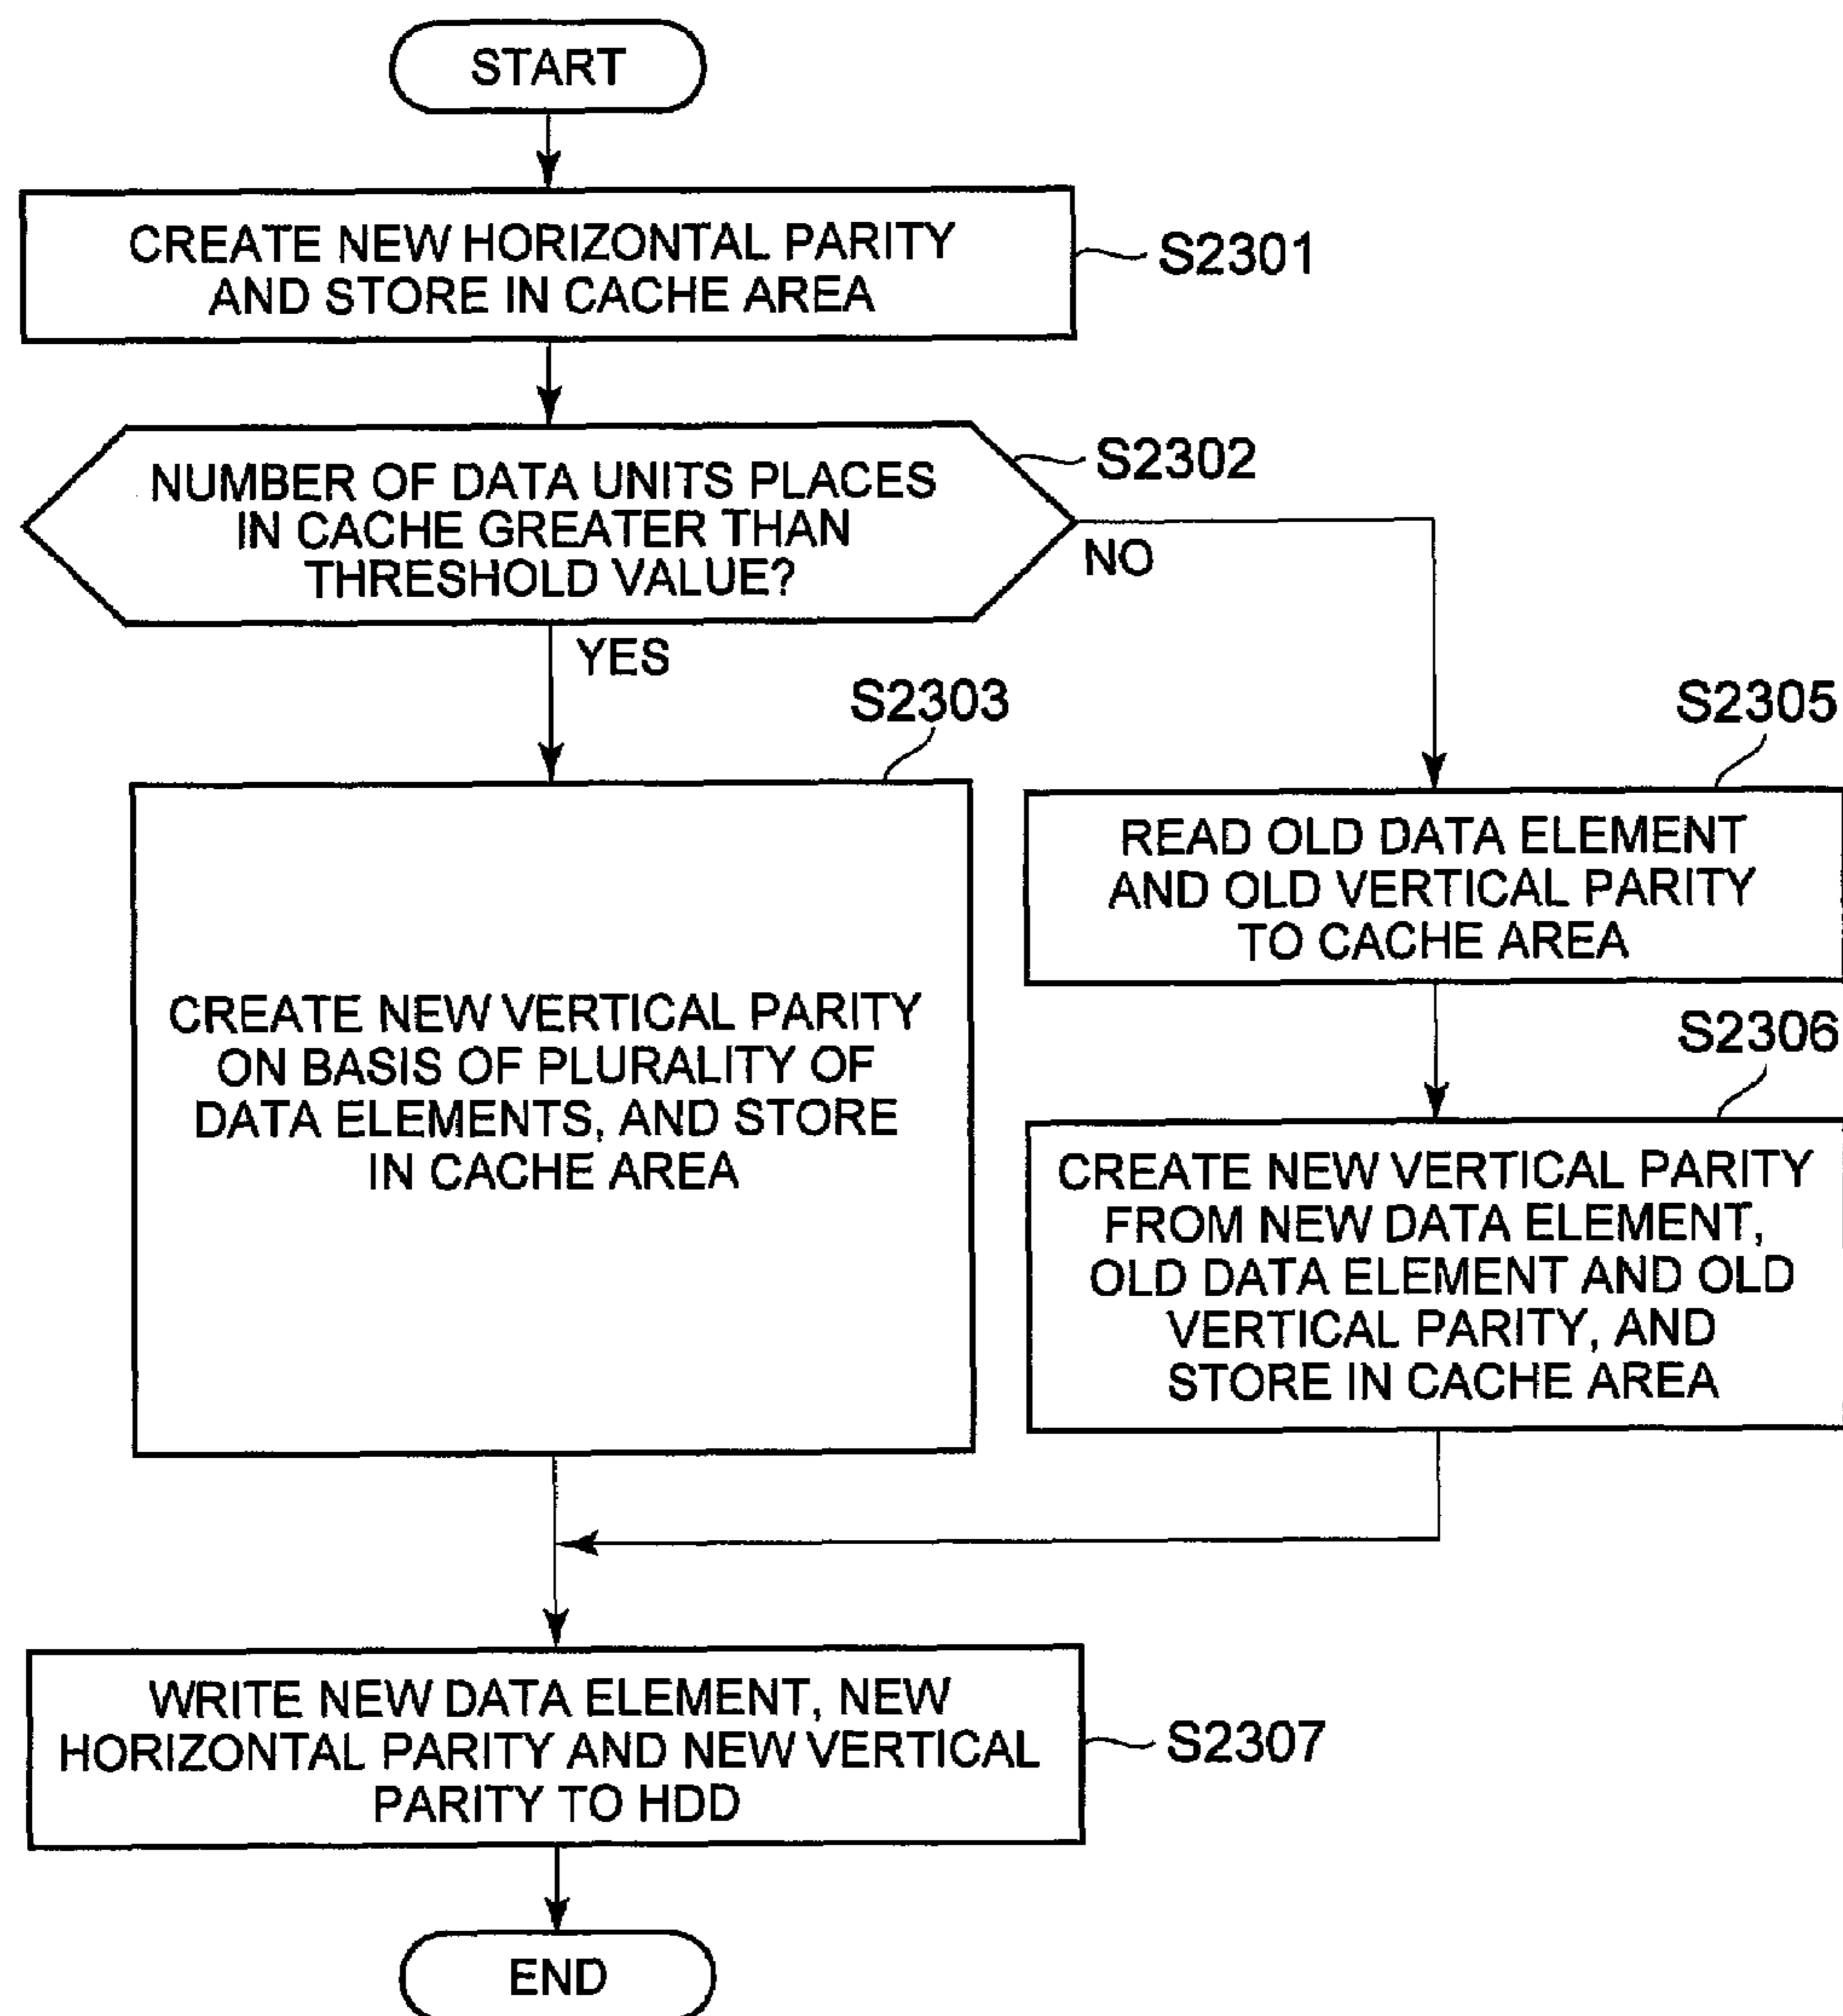 START
CREATE NEW HORIZONTAL PARITY
AND STORE IN CACHE AREA
S2301
NUMBER OF DATA UNITS PLACES
IN CACHE GREATER THAN
THRESHOLD VALUE?
S2302
NO
YES
S2303
CREATE NEW VERTICAL PARITY
ON BASIS OF PLURALITY OF
DATA ELEMENTS, AND STORE
IN CACHE AREA
S2305
READ OLD DATA ELEMENT
AND OLD VERTICAL PARITY
TO CACHE AREA
S2306
CREATE NEW VERTICAL PARITY
FROM NEW DATA ELEMENT,
OLD DATA ELEMENT AND OLD
VERTICAL PARITY, AND
STORE IN CACHE AREA
WRITE NEW DATA ELEMENT, NEW
HORIZONTAL PARITY AND NEW VERTICAL
PARITY TO HDD
S2307
END